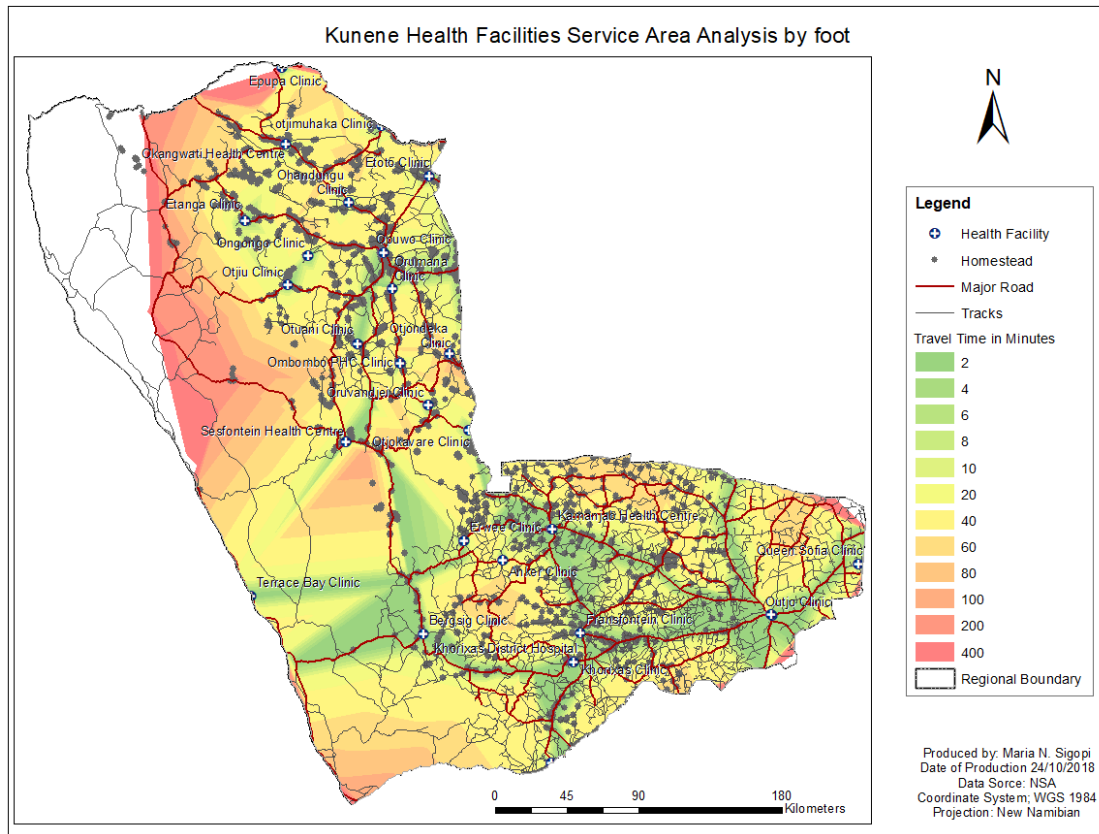 Kunene Health Facilities Service Area Analysis by foot
Epupa Clinic
otjimuhaka Clinic
Okangwati Health Centre
Etoto Clinic
Ohandungu
Clinic
Etanga Clinic
Ongongo Clinic
Opuwo Clinic
Orumana
Clinic
Otjiu Clinic
Otuani Clinic
Otjondeka
Clinic
Ombombo PHC Clinic
Oruvandjei Clinic
Sesfontein Health Centre
Otjokavare Clinic
Kamanjas Health Centre
Erwee Clinic
Anker Clinic
Queen Sofia Clinic
Terrace Bay Clinic
Outjo Clinic
Bergsig Clinic
Fransfontein Clinic
Khorixas District Hospital
Khorixas Clinic
0 45 90 180
Kilometers
N
Legend
Health Facility
Homestead
Major Road
Tracks
Travel Time in Minutes
2
4
6
8
10
20
40
60
80
100
200
400
Regional Boundary
Produced by: Maria N. Sigopi
Date of Production 24/10/2018
Data Sorce: NSA
Coordinate System; WGS 1984
Projection: New Namibian